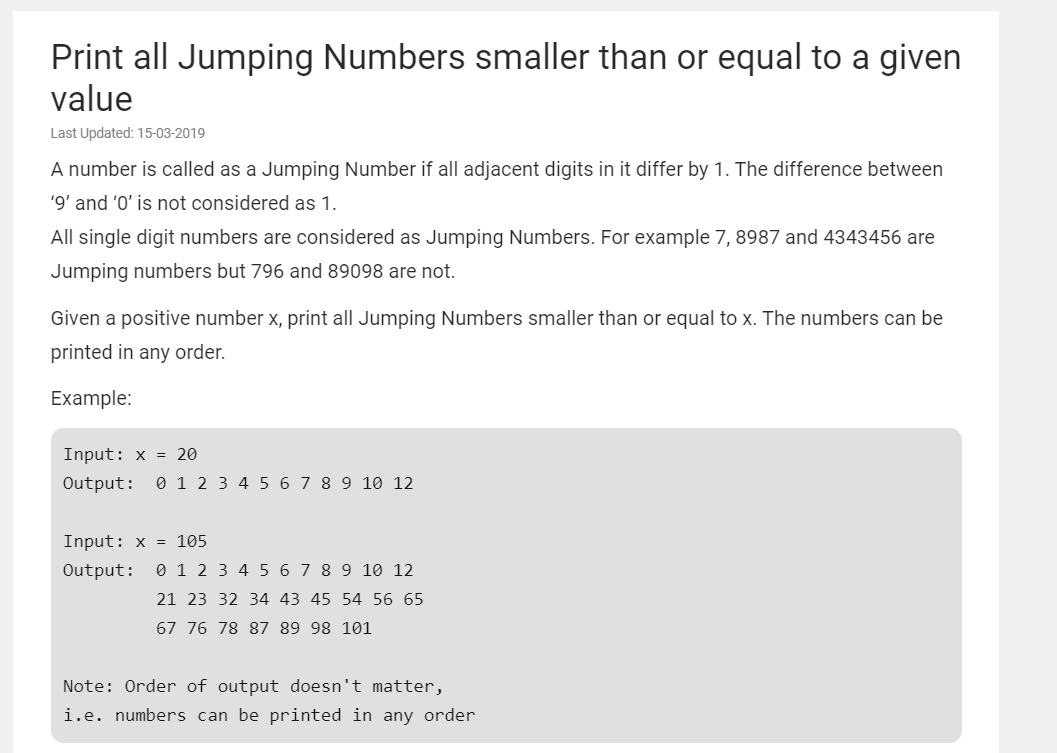 Print all Jumping Numbers smaller than or equal to a given
value
Last Updated: 15-03-2019
A number is called as a Jumping Number if all adjacent digits in it differ by 1. The difference between
‘9’ and ‘0’ is not considered as 1.
All single digit numbers are considered as Jumping Numbers. For example 7, 8987 and 4343456 are
Jumping numbers but 796 and 89098 are not.
Given a positive number x, print all Jumping Numbers smaller than or equal to x. The numbers can be
printed in any order.
Example:
Input: x = 20
Output:  0 1 2 3 4 5 6 7 8 9 10 12
Input: x = 105
Output:  0 1 2 3 4 5 6 7 8 9 10 12
21 23 32 34 43 45 54 56 65
67 76 78 87 89 98 101
Note: Order of output doesn't matter,
i.e. numbers can be printed in any order